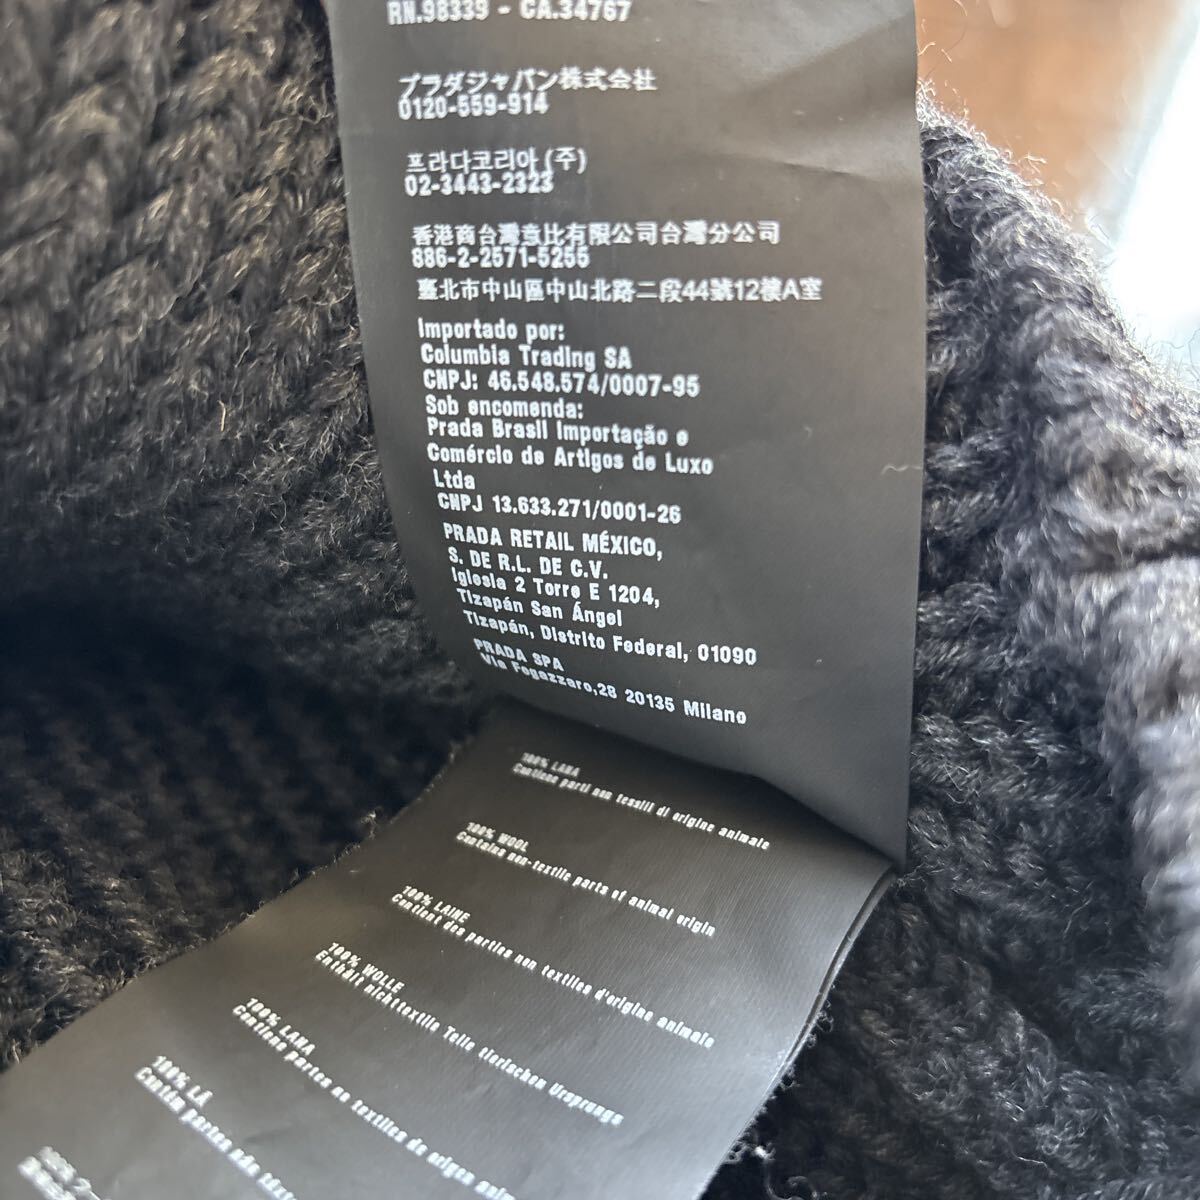 RN.98339 - CA.34767
プラダジャパン株式会社
0120-559-914
프라다코리아(주)
02-3443-2323
香港商台灣意比有限公司台灣分公司
886-2-2571-5255
臺北市中山區中山北路二段44號12樓A室
Importado por:
Columbia Trading SA
CNPJ: 46.548.574/0007-95
Sob encomenda:
Prada Brasil Importação e
Comércio de Artigos de Luxo
Ltda
CNPJ 13.633.271/0001-26
PRADA RETAIL MÉXICO,
S. DE R.L. DE C.V.
Iglesia 2 Torre E 1204,
Tizapán San Ángel
Tizapán, Distrito Federal, 01090
PRADA SPA
Via Fogazzaro,28 20135 Milano
100% LANA
Contiene parti non tessili di origine animale
100% WOOL
Contains non-textile parts of animal origin
100% LAINE
Contient des parties non textiles d'origine animale
100% WOLLE
Enthält nichttextile Teile tierischen Ursprungs
100% LANA
Contiene partes no textiles de origen anim
100% LÃ
Contém partes não